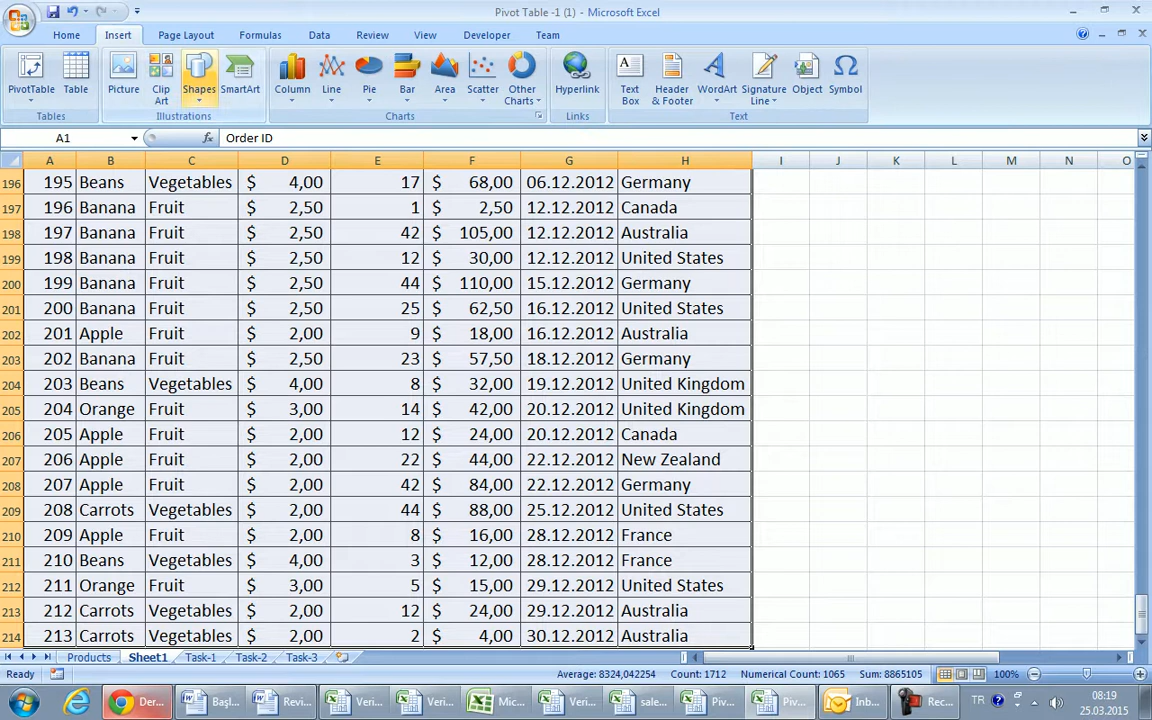 Pivot Table -1 (1) - Microsoft Excel
Home Insert Page Layout Formulas Data Review View Developer Team
PivotTable Table Picture Clip Art Shapes SmartArt Column Line Pie Bar Area Scatter Other Charts Hyperlink Text Box Header & Footer WordArt Signature Line Object Symbol
Tables Illustrations Charts Links Text
A1 fx Order ID
A B C D E F G H I J K L M N O
196 195 Beans Vegetables $ 4,00 17 $ 68,00 06.12.2012 Germany
197 196 Banana Fruit $ 2,50 1 $ 2,50 12.12.2012 Canada
198 197 Banana Fruit $ 2,50 42 $ 105,00 12.12.2012 Australia
199 198 Banana Fruit $ 2,50 12 $ 30,00 12.12.2012 United States
200 199 Banana Fruit $ 2,50 44 $ 110,00 15.12.2012 Germany
201 200 Banana Fruit $ 2,50 25 $ 62,50 16.12.2012 United States
202 201 Apple Fruit $ 2,00 9 $ 18,00 16.12.2012 Australia
203 202 Banana Fruit $ 2,50 23 $ 57,50 18.12.2012 Germany
204 203 Beans Vegetables $ 4,00 8 $ 32,00 19.12.2012 United Kingdom
205 204 Orange Fruit $ 3,00 14 $ 42,00 20.12.2012 United Kingdom
206 205 Apple Fruit $ 2,00 12 $ 24,00 20.12.2012 Canada
207 206 Apple Fruit $ 2,00 22 $ 44,00 22.12.2012 New Zealand
208 207 Apple Fruit $ 2,00 42 $ 84,00 22.12.2012 Germany
209 208 Carrots Vegetables $ 2,00 44 $ 88,00 25.12.2012 United States
210 209 Apple Fruit $ 2,00 8 $ 16,00 28.12.2012 France
211 210 Beans Vegetables $ 4,00 3 $ 12,00 28.12.2012 France
212 211 Orange Fruit $ 3,00 5 $ 15,00 29.12.2012 United States
213 212 Carrots Vegetables $ 2,00 12 $ 24,00 29.12.2012 Australia
214 213 Carrots Vegetables $ 2,00 2 $ 4,00 30.12.2012 Australia
Products Sheet1 Task-1 Task-2 Task-3
Ready Average: 8324,042254 Count: 1712 Numerical Count: 1065 Sum: 8865105 100%
Der... Başl... Revi... Veri... Veri... Mic... Veri... sale... Piv... Piv... Inb... Rec... TR 08:19
25.03.2015